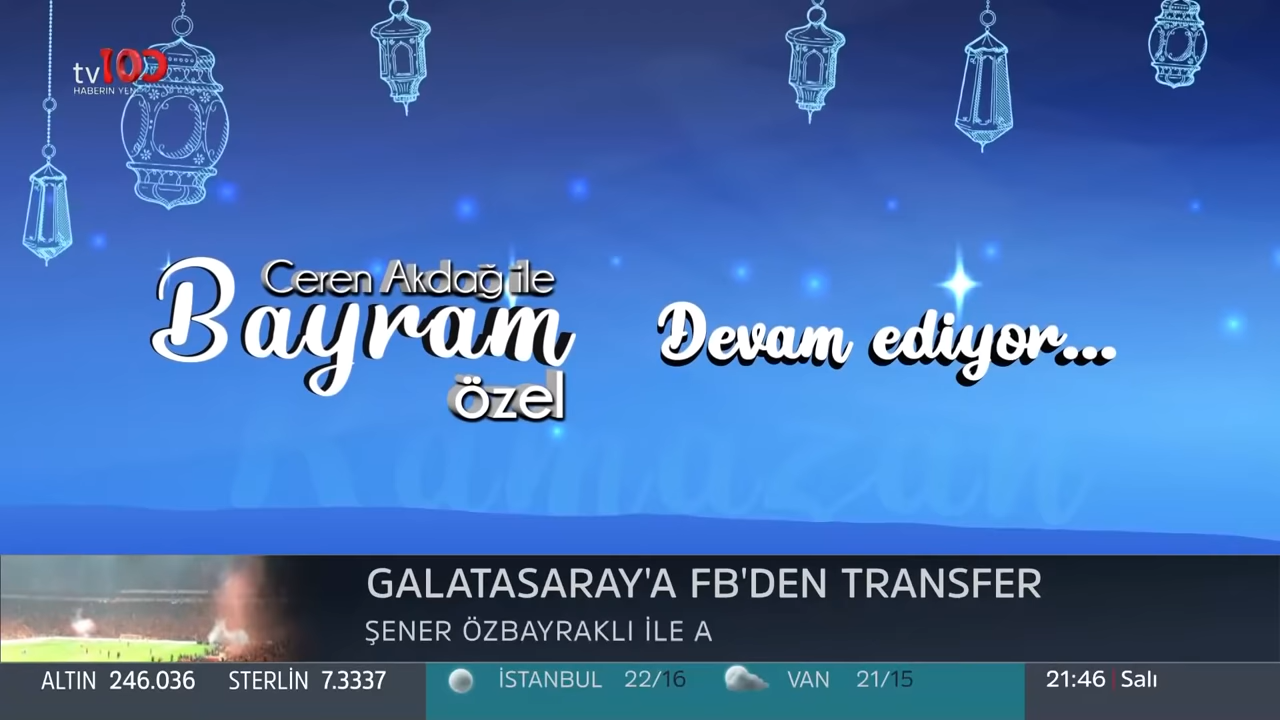 tv100
HABERİN YENİ
Ceren Akdağ ile
Bayram
özel
Devam ediyor...
Ramazan
GALATASARAY'A FB'DEN TRANSFER
ŞENER ÖZBAYRAKLI İLE A
ALTIN 246.036 STERLİN 7.3337 İSTANBUL 22/16 VAN 21/15 21:46 Salı